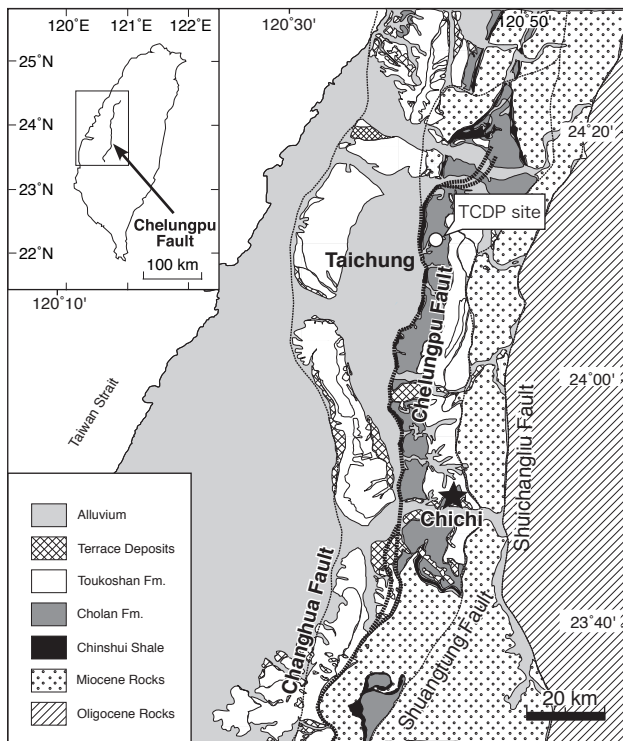 120˚E
121˚E
122˚E
25˚N
24˚N
23˚N
22˚N
Chelungpu
Fault
100 km
120˚10'
120˚30'
120˚50'
24˚20'
TCDP site
Taichung
Chelungpu Fault
24˚00'
Taiwan Strait
Shuichangliu Fault
Chichi
Changhua Fault
Shuangtung Fault
23˚40'
20 km
Alluvium
Terrace Deposits
Toukoshan Fm.
Cholan Fm.
Chinshui Shale
Miocene Rocks
Oligocene Rocks